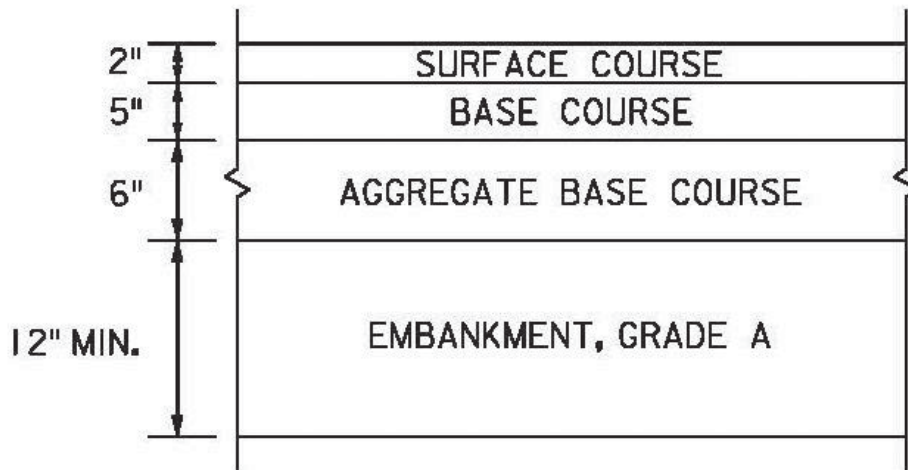 2" SURFACE COURSE
5" BASE COURSE
6" AGGREGATE BASE COURSE
12" MIN. EMBANKMENT, GRADE A